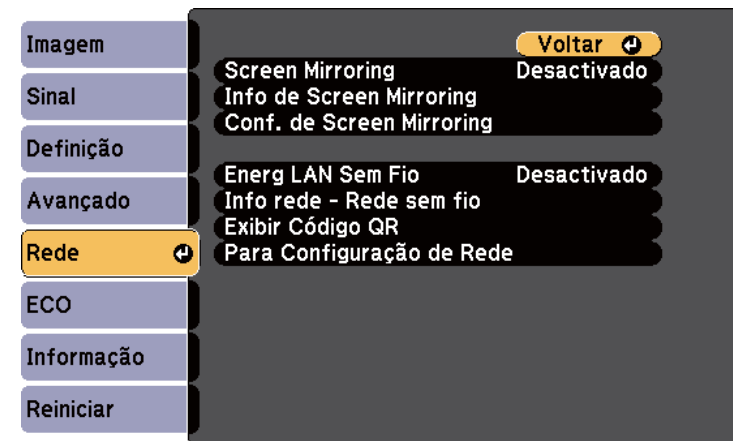 Imagem
Sinal
Definição
Avançado
Rede
ECO
Informação
Reiniciar
Voltar
Screen Mirroring Desactivado
Info de Screen Mirroring
Conf. de Screen Mirroring
Energ LAN Sem Fio Desactivado
Info rede - Rede sem fio
Exibir Código QR
Para Configuração de Rede